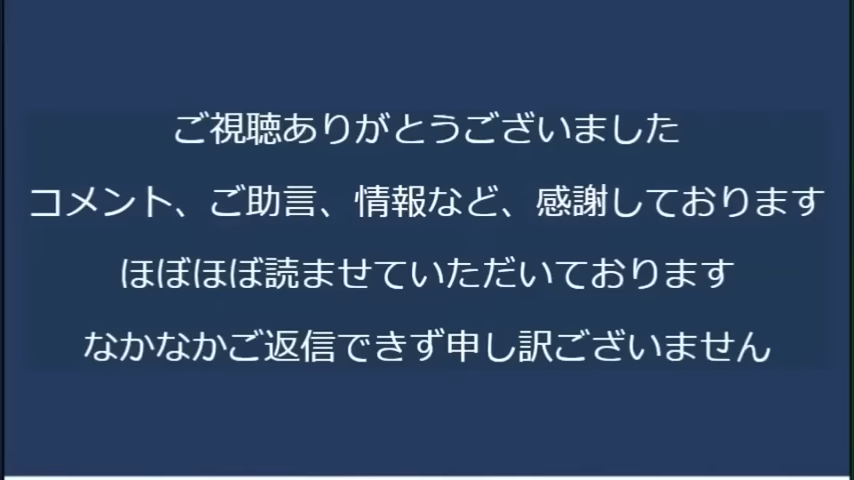 ご視聴ありがとうございました
コメント、ご助言、情報など、感謝しております
ほぼほぼ読ませていただいております
なかなかご返信できず申し訳ございません